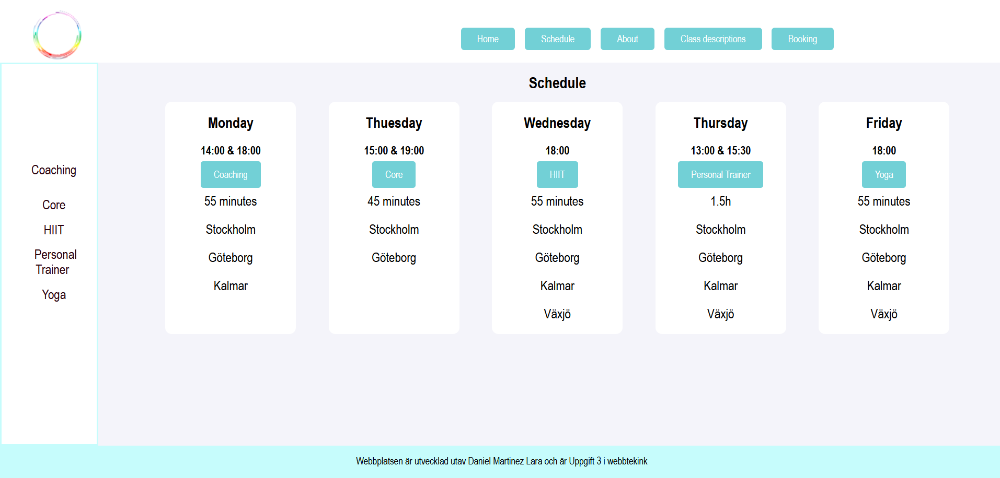 Home
Schedule
About
Class descriptions
Booking
Coaching
Core
HIIT
Personal
Trainer
Yoga
Schedule
Monday
14:00 & 18:00
Coaching
55 minutes
Stockholm
Göteborg
Kalmar
Thuesday
15:00 & 19:00
Core
45 minutes
Stockholm
Göteborg
Wednesday
18:00
HIIT
55 minutes
Stockholm
Göteborg
Kalmar
Växjö
Thursday
13:00 & 15:30
Personal Trainer
1.5h
Stockholm
Göteborg
Kalmar
Växjö
Friday
18:00
Yoga
55 minutes
Stockholm
Göteborg
Kalmar
Växjö
Webbplatsen är utvecklad utav Daniel Martinez Lara och är Uppgift 3 i webbtekink